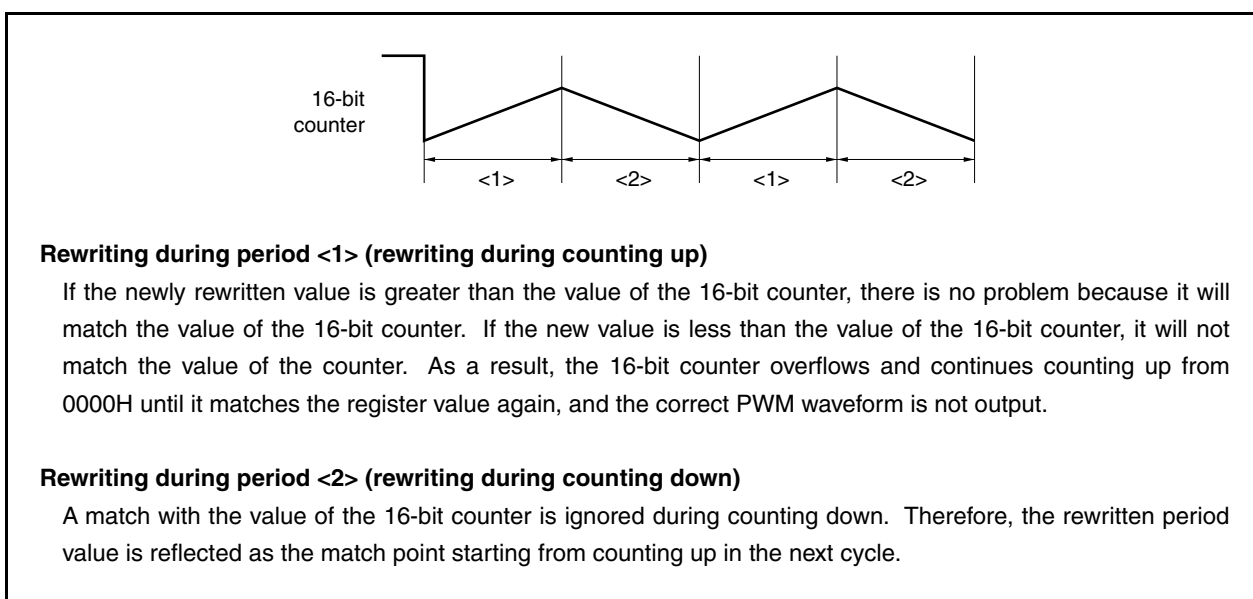 16-bit
counter
<1>
<2>
<1>
<2>
Rewriting during period <1> (rewriting during counting up)
If the newly rewritten value is greater than the value of the 16-bit counter, there is no problem because it will
match the value of the 16-bit counter. If the new value is less than the value of the 16-bit counter, it will not
match the value of the counter. As a result, the 16-bit counter overflows and continues counting up from
0000H until it matches the register value again, and the correct PWM waveform is not output.
Rewriting during period <2> (rewriting during counting down)
A match with the value of the 16-bit counter is ignored during counting down. Therefore, the rewritten period
value is reflected as the match point starting from counting up in the next cycle.